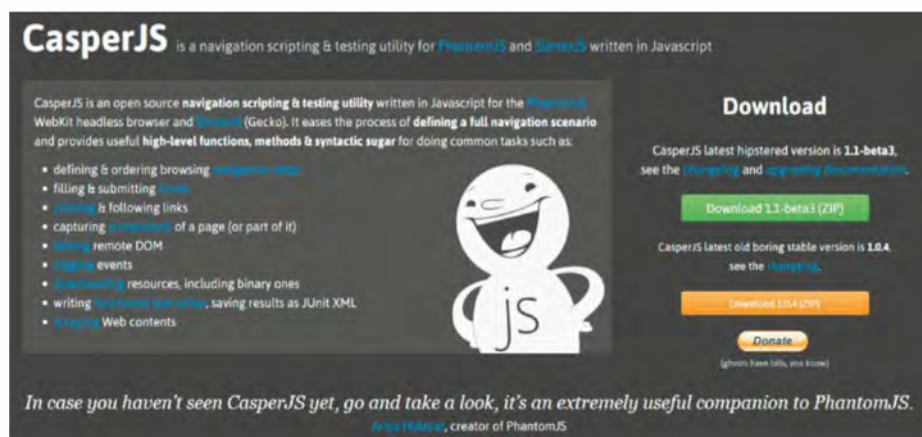 CasperJS is a navigation scripting & testing utility for PhantomJS and SlimerJS written in Javascript
CasperJS is an open source navigation scripting & testing utility written in Javascript for the PhantomJS
WebKit headless browser and SlimerJS (Gecko). It eases the process of defining a full navigation scenario
and provides useful high-level functions, methods & syntactic sugar for doing common tasks such as:
• defining & ordering browsing navigation steps
• filling & submitting forms
• clicking & following links
• capturing screenshots of a page (or part of it)
• testing remote DOM
• logging events
• downloading resources, including binary ones
• writing functional test suites, saving results as JUnit XML
• scraping Web contents
JS
Download
CasperJS latest hipstered version is 1.1-beta3,
see the changelog and upgrading documentation.
Download 1.1-beta3 (ZIP)
CasperJS latest old boring stable version is 1.0.4,
see the changelog.
Download 1.0.4 (ZIP)
Donate
(ghosts have bills, you know)
In case you haven't seen CasperJS yet, go and take a look, it's an extremely useful companion to PhantomJS.
Ariya Hidayat, creator of PhantomJS